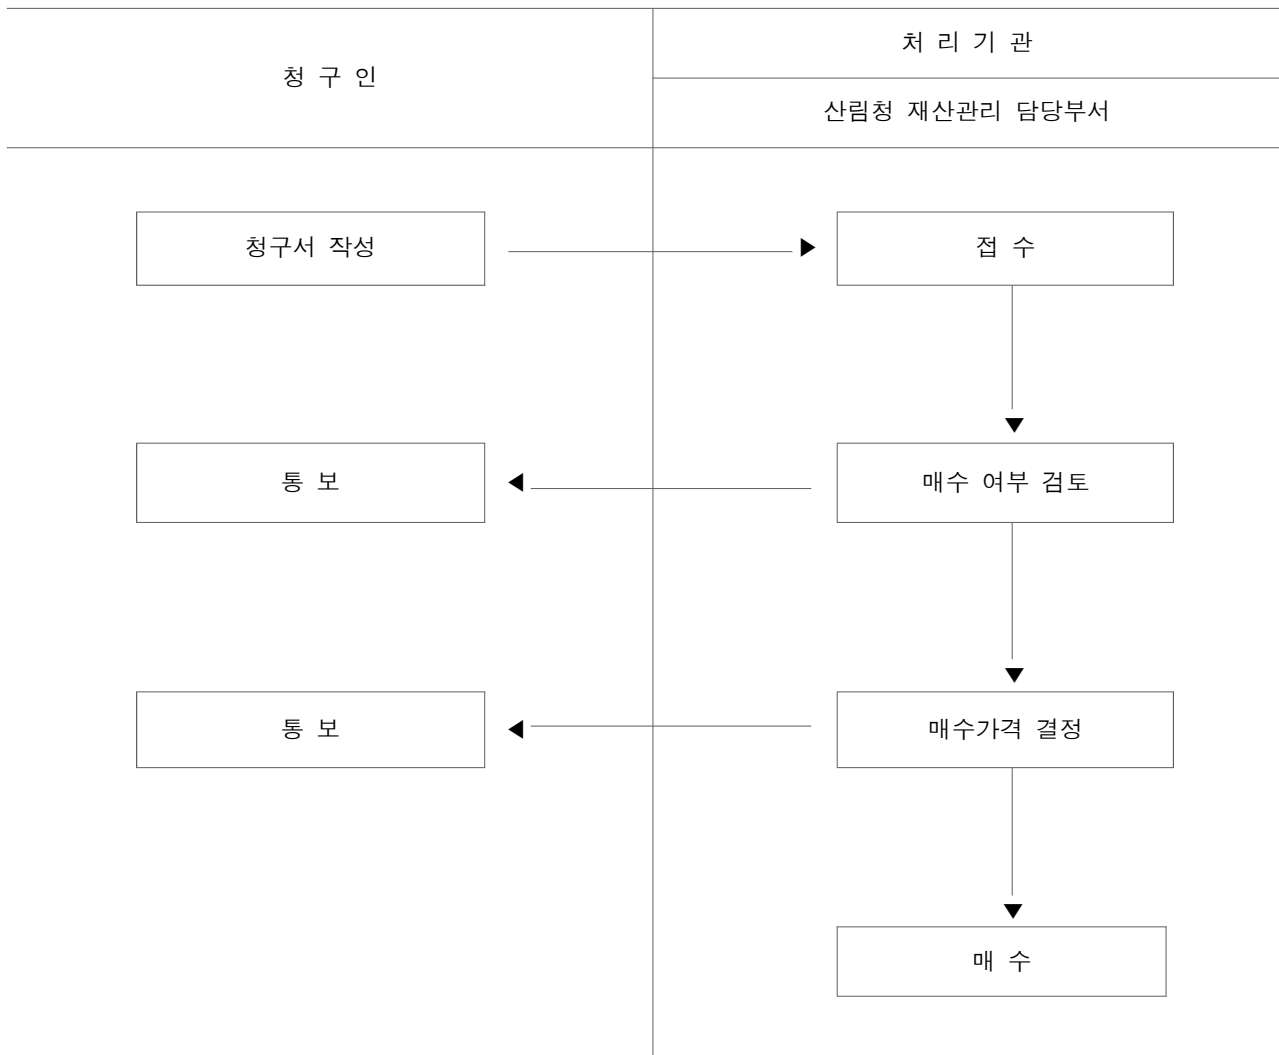 청 구 인
처 리 기 관
산림청 재산관리 담당부서
청구서 작성
접 수
통 보
매수 여부 검토
통 보
매수가격 결정
매 수